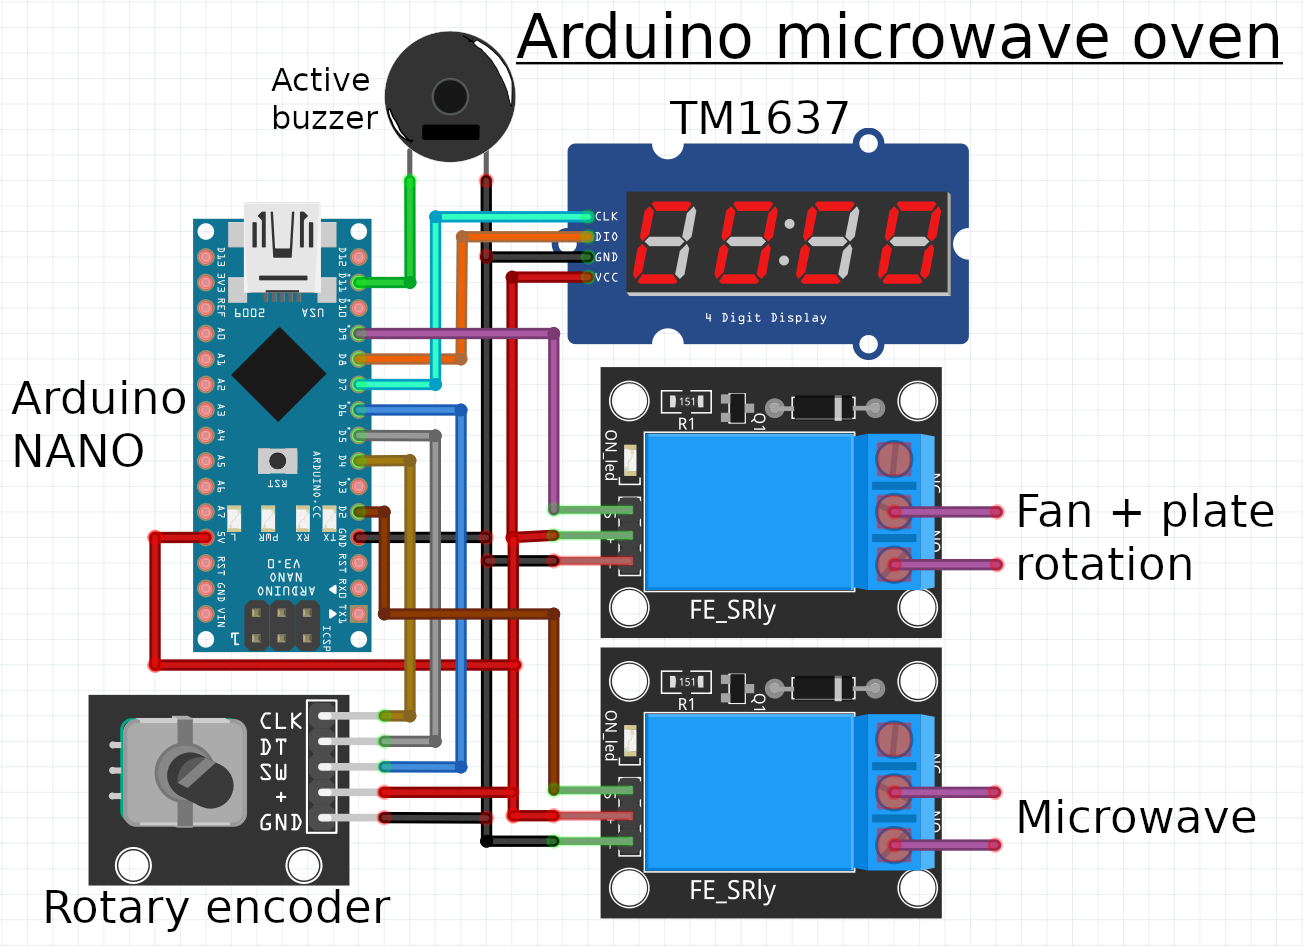 Arduino microwave oven
Active
buzzer
TM1637
CLK
DIO
GND
VCC
4 Digit Display
Arduino
NANO
D13
3V3
REF
A0
A1
A2
A3
A4
A5
A6
A7
5V
RST
GND
VIN
D12
D11
D10
D9
D8
D7
D6
D5
D4
D3
D2
GND
RST
RX0
TX1
USA
2009
RST
ARDUINO.CC
L
PWR
RX
TX
ARDUINO
NANO
V3.0
ICSP
1
R1
151
Q1
ON_led
S
NO
FE_SRly
Fan + plate
rotation
R1
151
Q1
ON_led
S
NO
FE_SRly
Microwave
CLK
DT
SW
+
GND
Rotary encoder